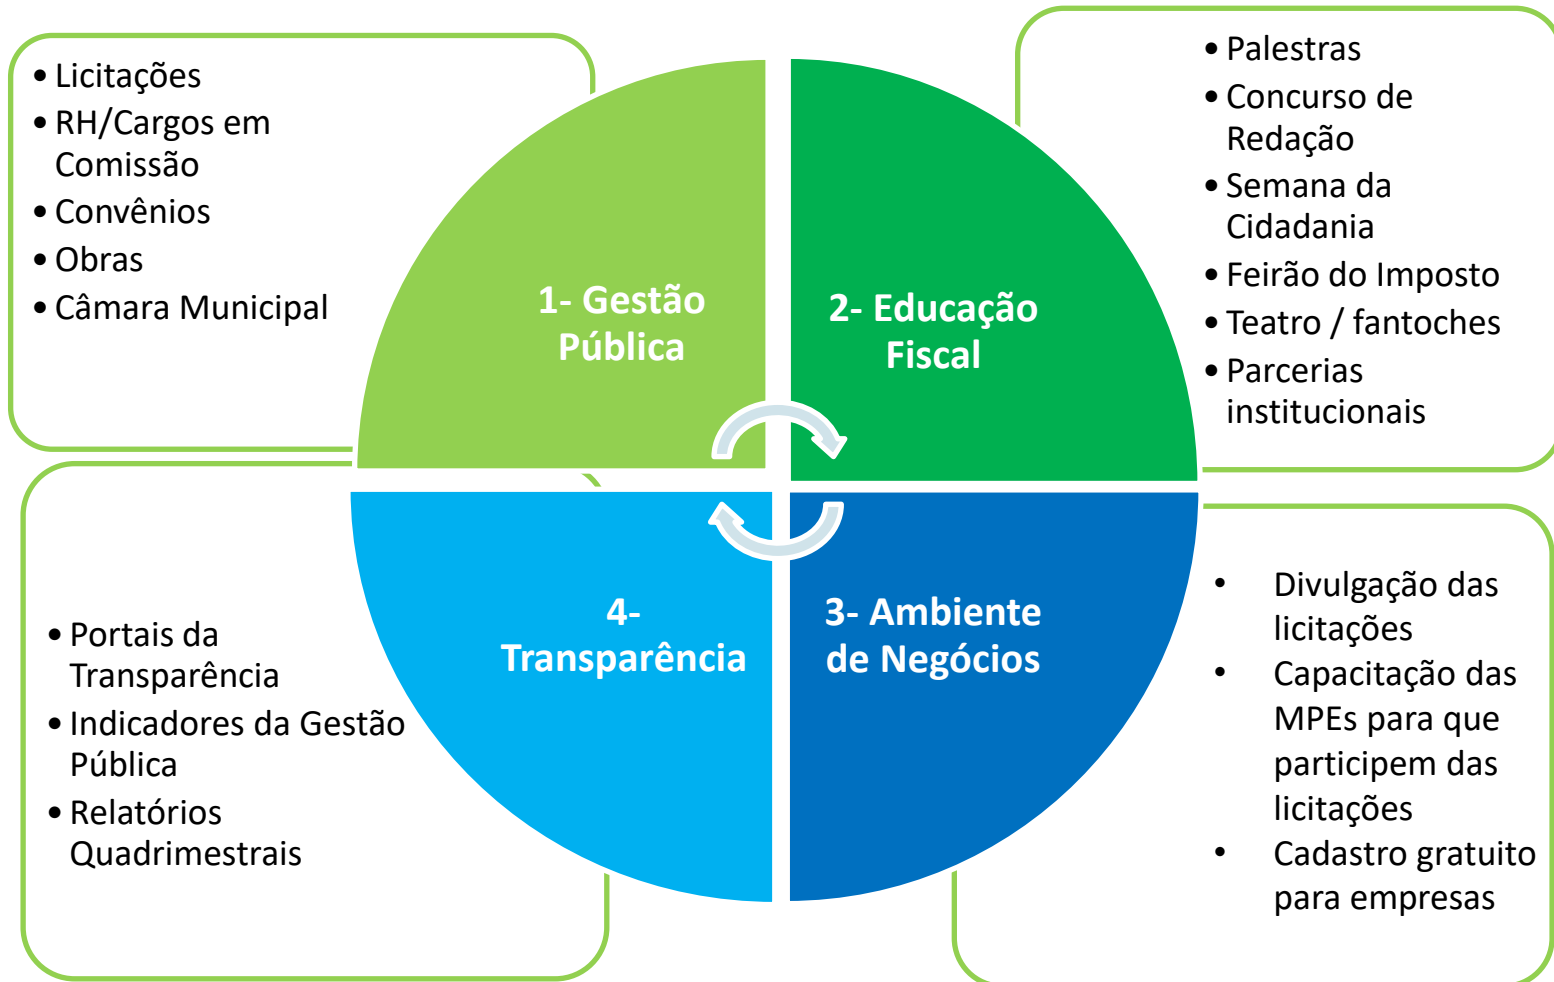 • Licitações
• RH/Cargos em
Comissão
• Convênios
• Obras
• Câmara Municipal
1- Gestão
Pública
2- Educação
Fiscal
• Palestras
• Concurso de
Redação
• Semana da
Cidadania
• Feirão do Imposto
• Teatro / fantoches
• Parcerias
institucionais
• Portais da
Transparência
• Indicadores da Gestão
Pública
• Relatórios
Quadrimestrais
4-
Transparência
3- Ambiente
de Negócios
• Divulgação das
licitações
• Capacitação das
MPEs para que
participem das
licitações
• Cadastro gratuito
para empresas